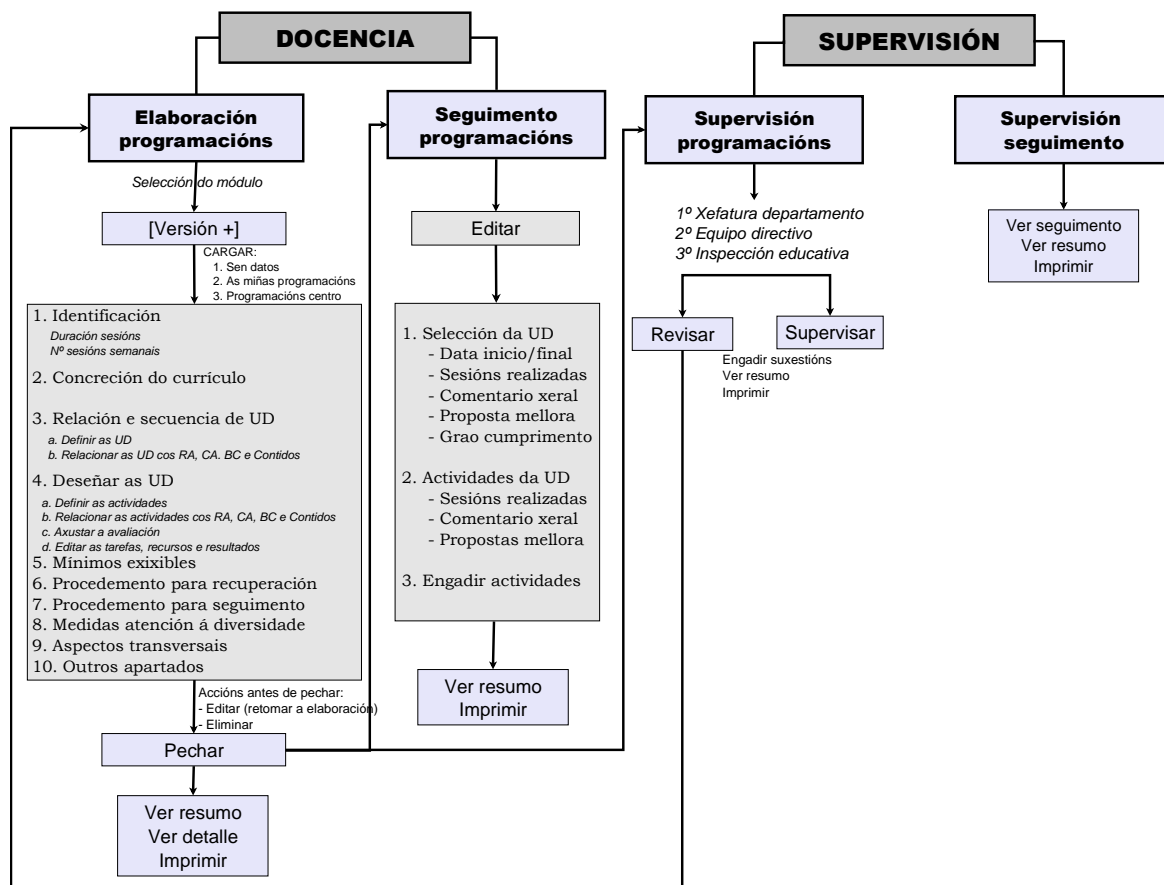 DOCENCIA
Elaboración
programacións
Selección do módulo
[Versión +]
CARGAR:
1. Sen datos
2. As miñas programacións
3. Programacións centro
1. Identificación
Duración sesións
Nº sesións semanais
2. Concreción do currículo
3. Relación e secuencia de UD
a. Definir as UD
b. Relacionar as UD cos RA, CA. BC e Contidos
4. Deseñar as UD
a. Definir as actividades
b. Relacionar as actividades cos RA, CA, BC e Contidos
c. Axustar a avaliación
d. Editar as tarefas, recursos e resultados
5. Mínimos exixibles
6. Procedemento para recuperación
7. Procedemento para seguimento
8. Medidas atención á diversidade
9. Aspectos transversais
10. Outros apartados
Accións antes de pechar:
- Editar (retomar a elaboración)
- Eliminar
Pechar
Ver resumo
Ver detalle
Imprimir
Seguimento
programacións
Editar
1. Selección da UD
- Data inicio/final
- Sesións realizadas
- Comentario xeral
- Proposta mellora
- Grao cumprimento
2. Actividades da UD
- Sesións realizadas
- Comentario xeral
- Propostas mellora
3. Engadir actividades
Ver resumo
Imprimir
SUPERVISIÓN
Supervisión
programacións
1º Xefatura departamento
2º Equipo directivo
3º Inspección educativa
Revisar
Supervisar
Engadir suxestións
Ver resumo
Imprimir
Supervisión
seguimento
Ver seguimento
Ver resumo
Imprimir